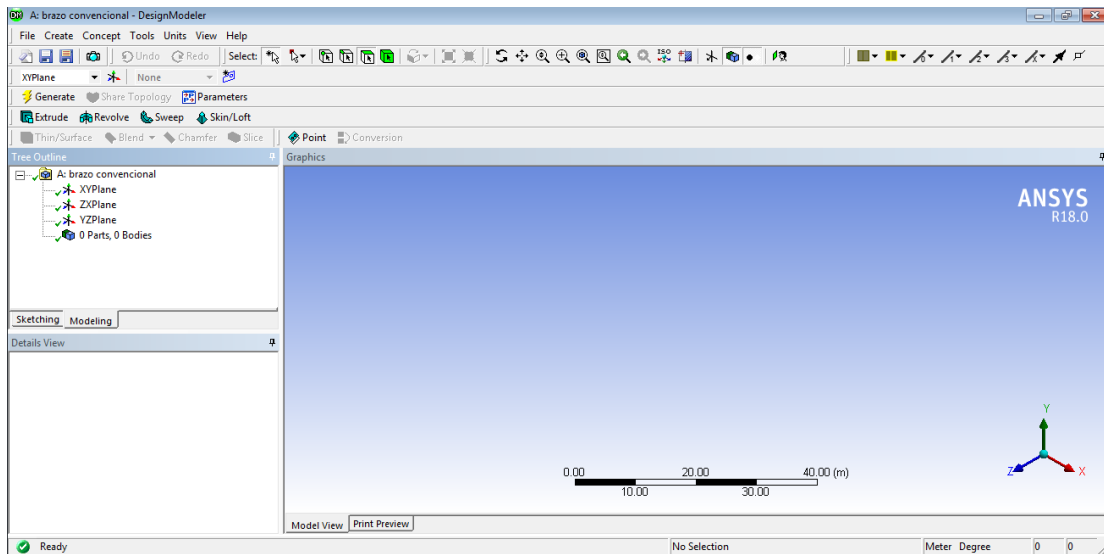 A: brazo convencional - DesignModeler
File Create Concept Tools Units View Help
Undo Redo Select: ISO
XYPlane None
Generate Share Topology Parameters
Extrude Revolve Sweep Skin/Loft
Thin/Surface Blend Chamfer Slice Point Conversion
Tree Outline Graphics
A: brazo convencional
XYPlane
ZXPlane
YZPlane
0 Parts, 0 Bodies
ANSYS
R18.0
Sketching Modeling
Details View
Y
Z X
0.00 20.00 40.00 (m)
10.00 30.00
Model View Print Preview
Ready No Selection Meter Degree 0 0